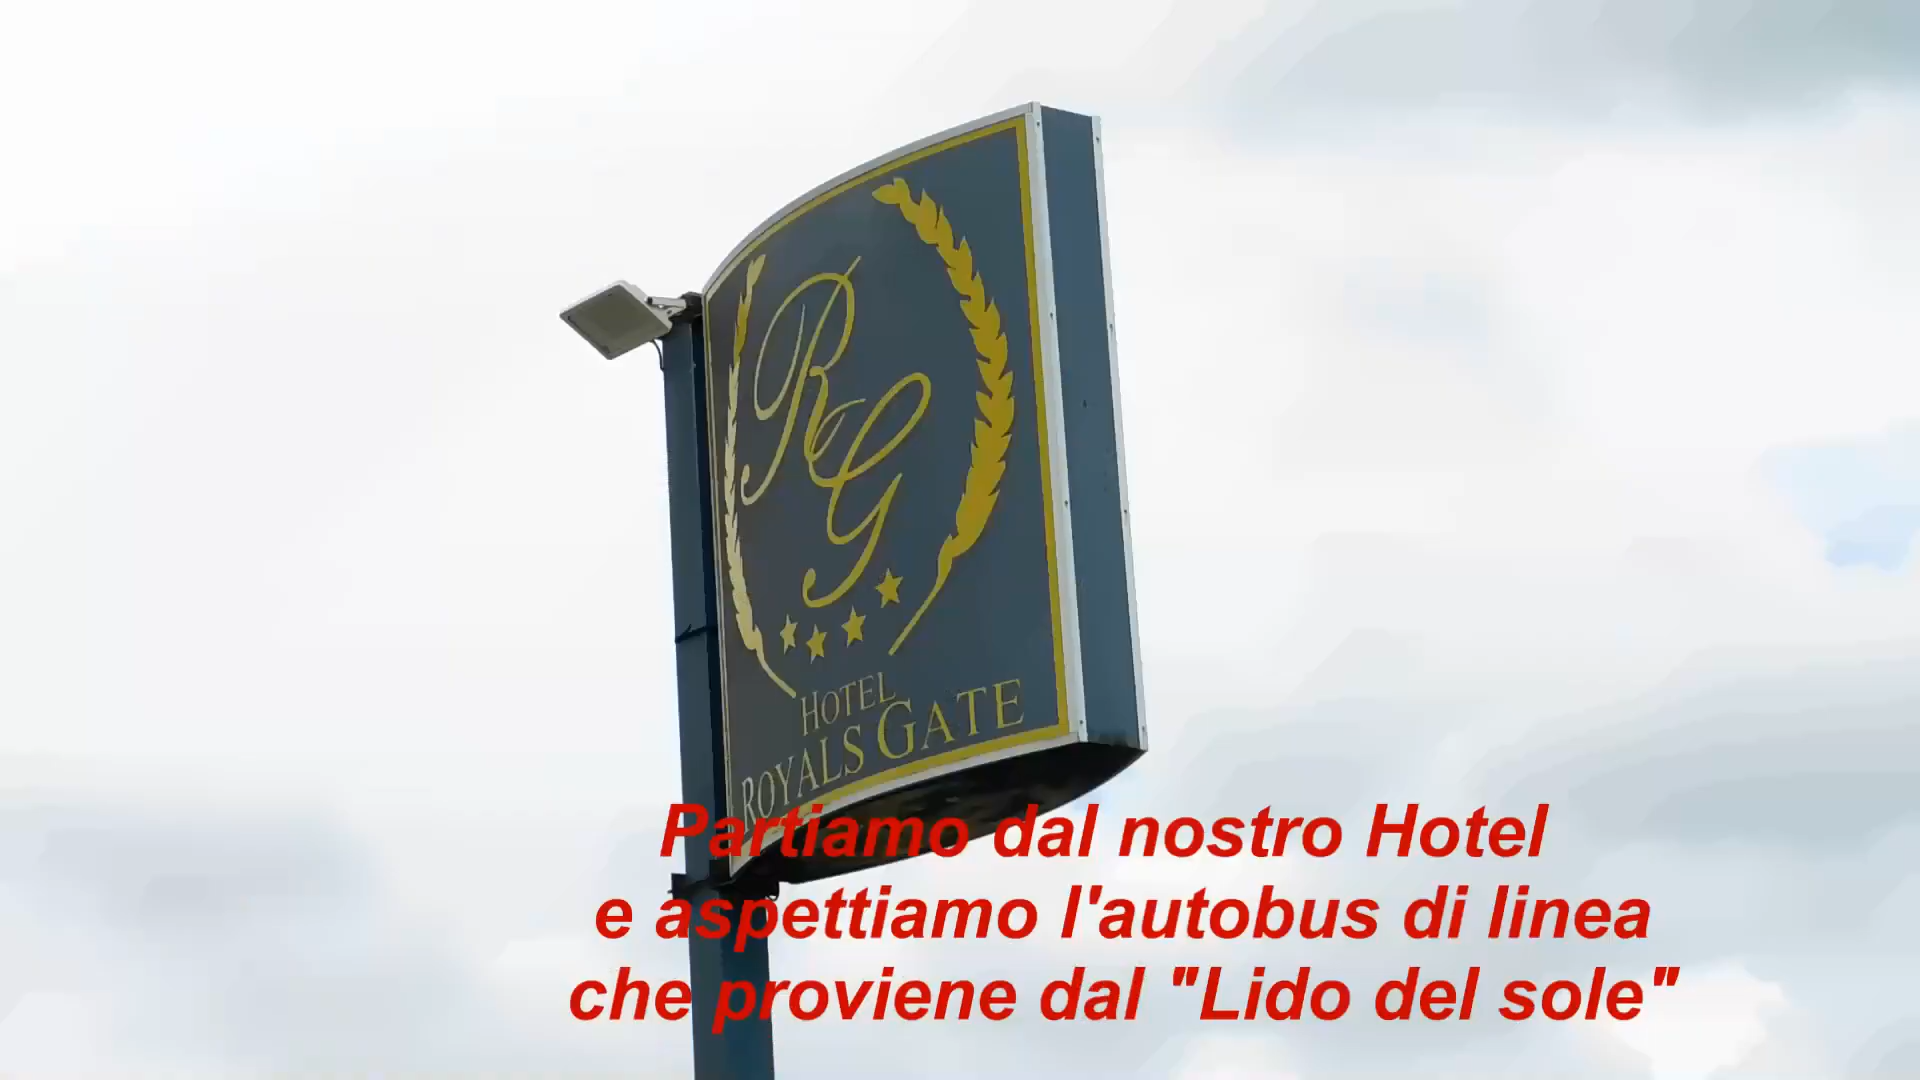 RG
HOTEL
ROYALS GATE
Partiamo dal nostro Hotel
e aspettiamo l'autobus di linea
che proviene dal "Lido del sole"